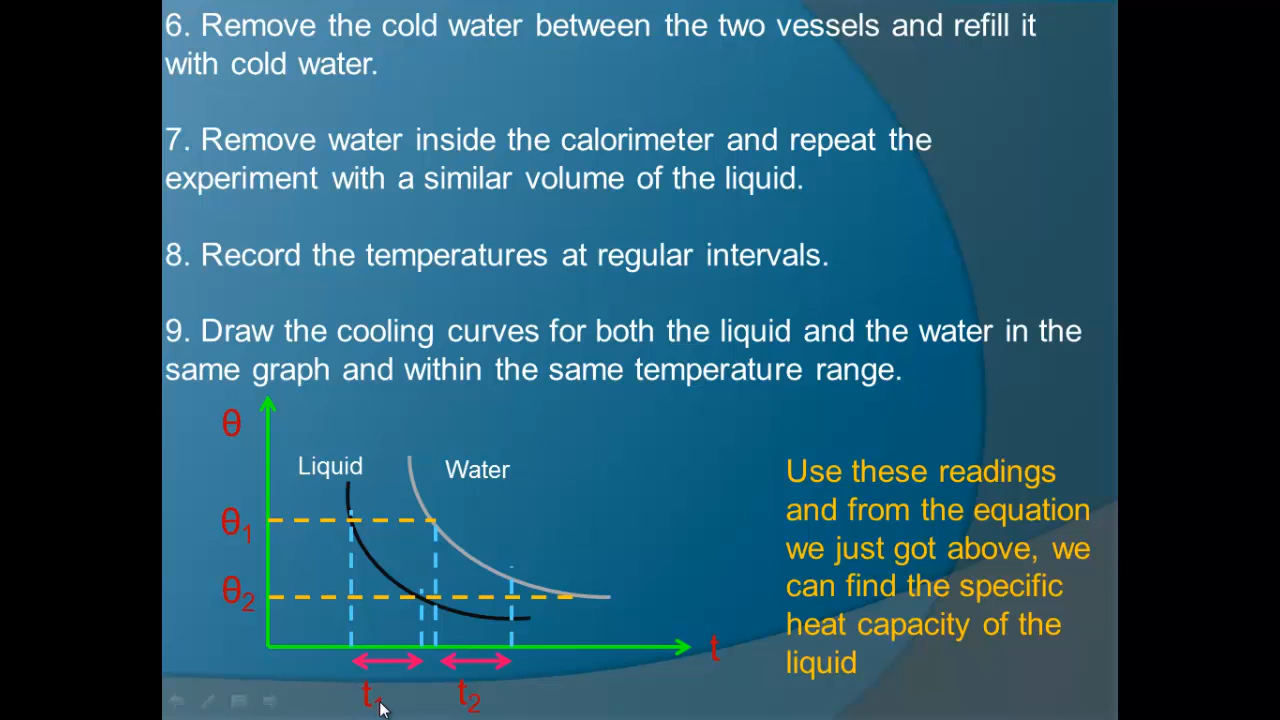 6. Remove the cold water between the two vessels and refill it
with cold water.
7. Remove water inside the calorimeter and repeat the
experiment with a similar volume of the liquid.
8. Record the temperatures at regular intervals.
9. Draw the cooling curves for both the liquid and the water in the
same graph and within the same temperature range.
θ
Liquid
Water
θ₁
θ₂
t
t₁
t₂
Use these readings
and from the equation
we just got above, we
can find the specific
heat capacity of the
liquid